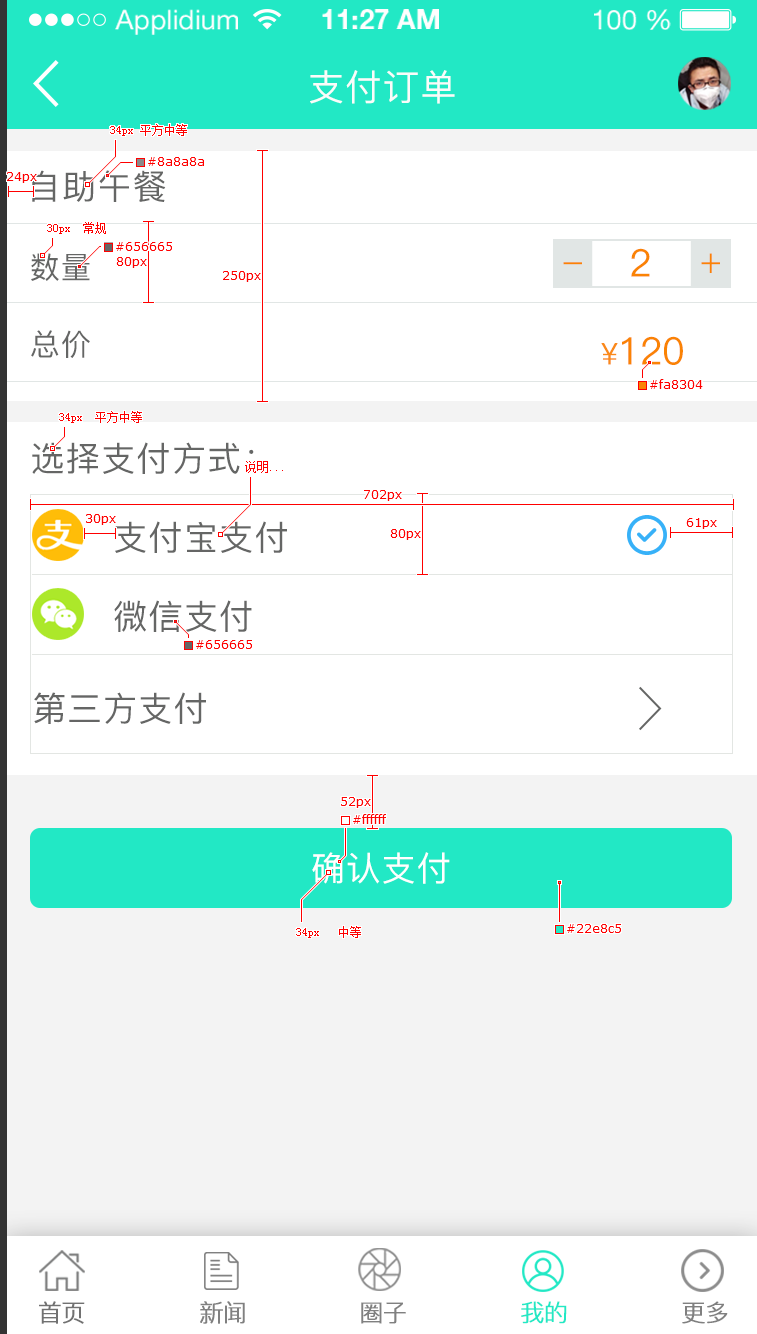 Applidium 11:27 AM 100 %
支付订单
34px 平方中等
#8a8a8a
24px
自助午餐
30px 常规
#656665
80px
数量
2
250px
总价
¥120
#fa8304
34px 平方中等
选择支付方式：
说明...
702px
30px
支付宝支付
80px
61px
微信支付
#656665
第三方支付
52px
#ffffff
确认支付
34px 中等
#22e8c5
首页 新闻 圈子 我的 更多